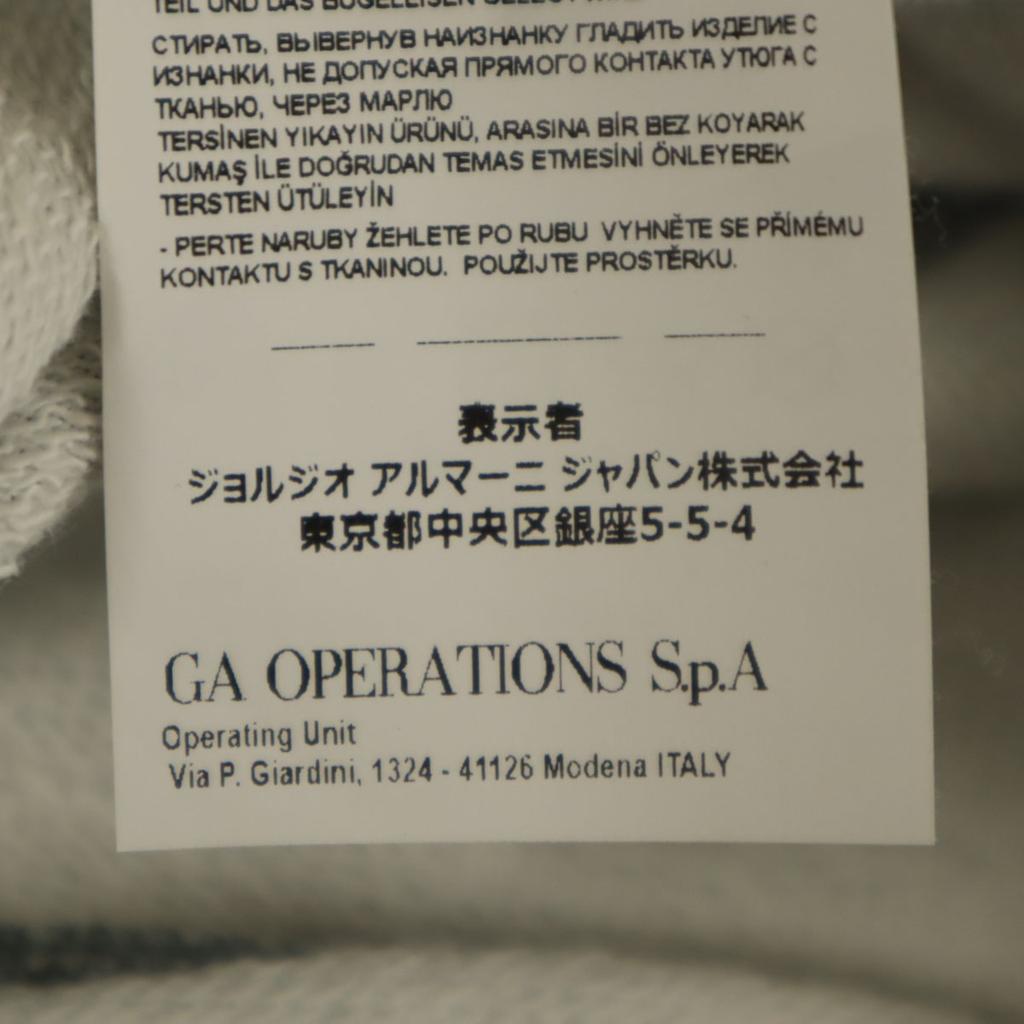 TEIL UND DAS BÜGELEISEN
СТИРАТЬ, ВЫВЕРНУВ НАИЗНАНКУ ГЛАДИТЬ ИЗДЕЛИЕ С
ИЗНАНКИ, НЕ ДОПУСКАЯ ПРЯМОГО КОНТАКТА УТЮГА С
ТКАНЬЮ, ЧЕРЕЗ МАРЛЮ
TERSİNEN YIKAYIN ÜRÜNÜ, ARASINA BİR BEZ KOYARAK
KUMAŞ İLE DOĞRUDAN TEMAS ETMESİNİ ÖNLEYEREK
TERSTEN ÜTÜLEYİN
- PERTE NARUBY ŽEHLETE PO RUBU VYHNĚTE SE PŘÍMÉMU
KONTAKTU S TKANINOU. POUŽIJTE PROSTĚRKU.
表示者
ジョルジオ アルマーニ ジャパン株式会社
東京都中央区銀座5-5-4
GA OPERATIONS S.p.A
Operating Unit
Via P. Giardini, 1324 - 41126 Modena ITALY